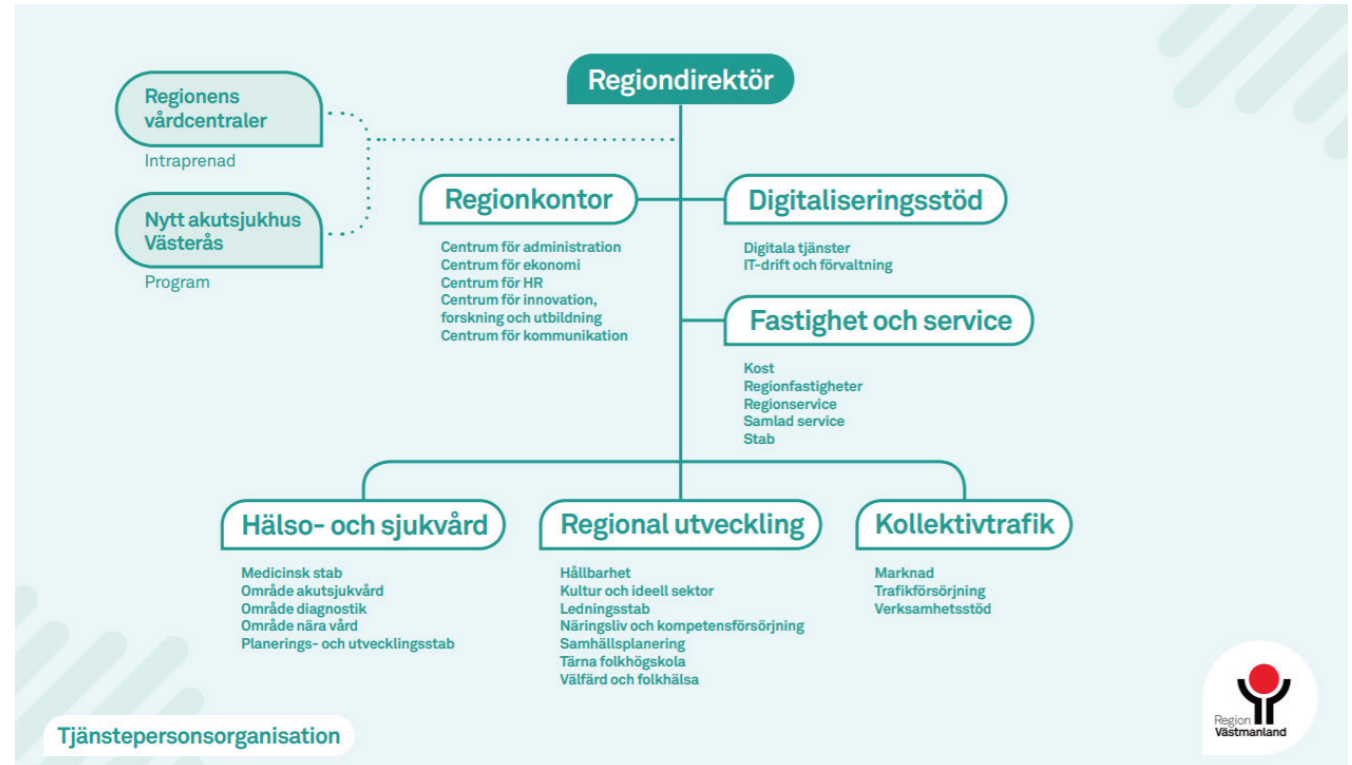 Regiondirektör
Regionens
vårdcentraler
Intraprenad
Nytt akutsjukhus
Västerås
Program
Regionkontor
Centrum för administration
Centrum för ekonomi
Centrum för HR
Centrum för innovation,
forskning och utbildning
Centrum för kommunikation
Digitaliseringsstöd
Digitala tjänster
IT-drift och förvaltning
Fastighet och service
Kost
Regionfastigheter
Regionservice
Samlad service
Stab
Hälso- och sjukvård
Medicinsk stab
Område akutsjukvård
Område diagnostik
Område nära vård
Planerings- och utvecklingsstab
Regional utveckling
Hållbarhet
Kultur och ideell sektor
Ledningsstab
Näringsliv och kompetensförsörjning
Samhällsplanering
Tärna folkhögskola
Välfärd och folkhälsa
Kollektivtrafik
Marknad
Trafikförsörjning
Verksamhetsstöd
Tjänstepersonsorganisation
Region
Västmanland